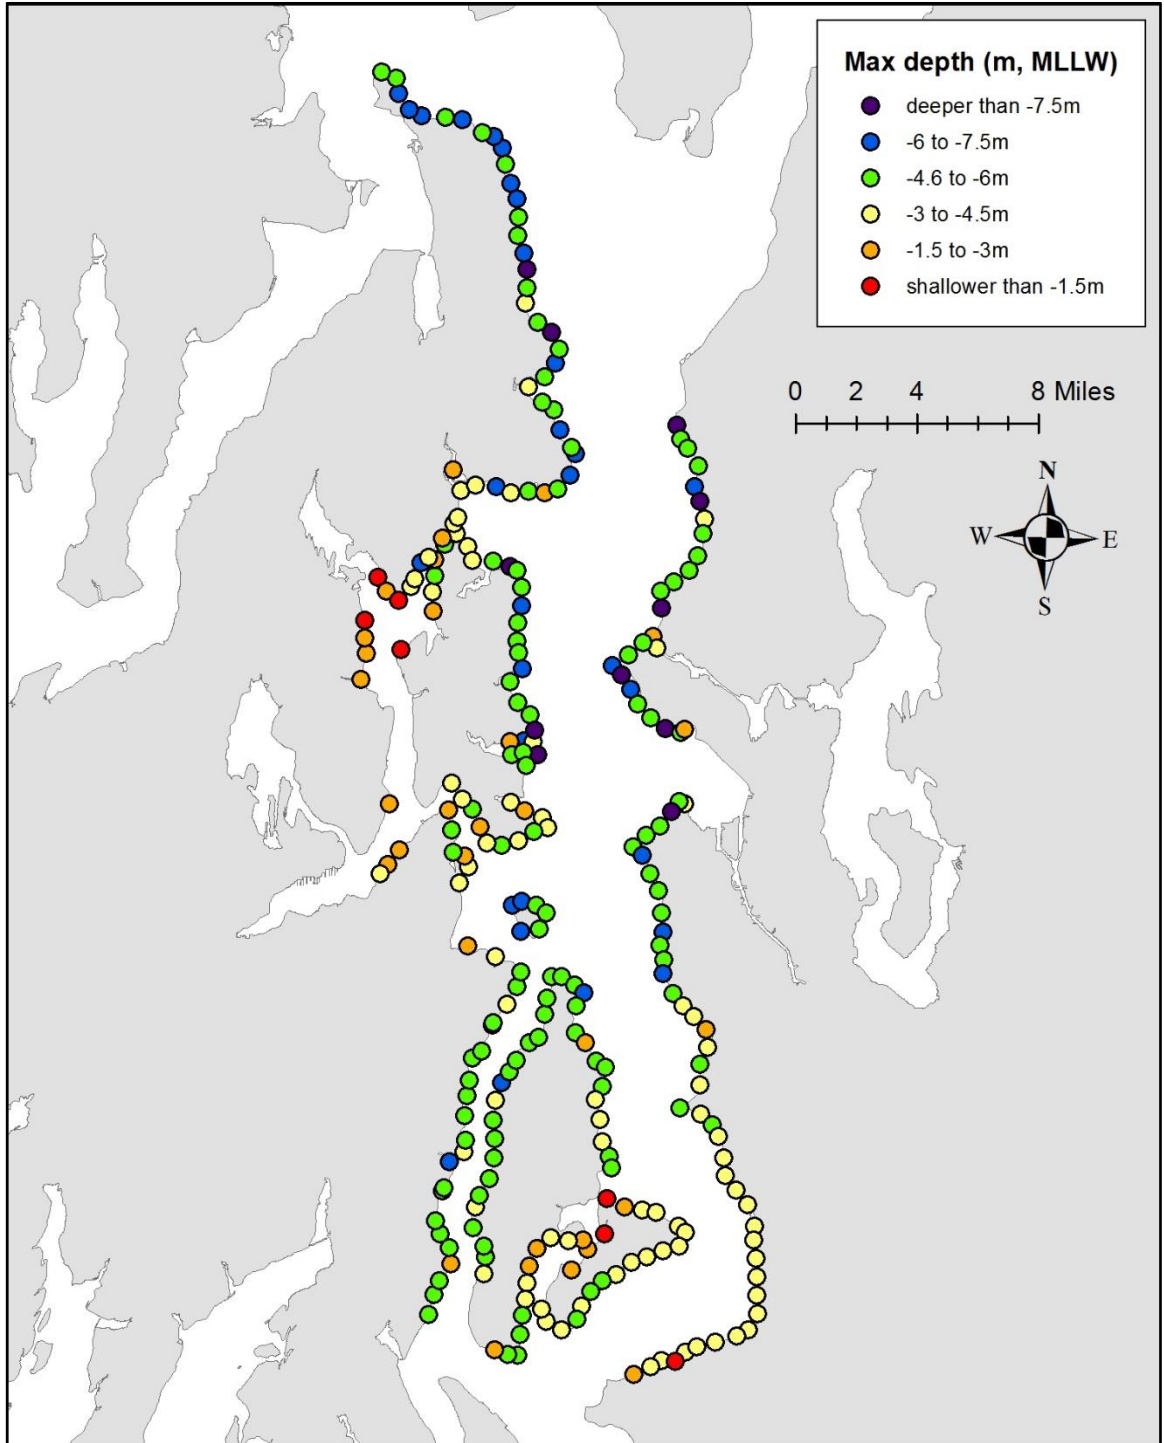 Max depth (m, MLLW)
deeper than -7.5m
-6 to -7.5m
-4.6 to -6m
-3 to -4.5m
-1.5 to -3m
shallower than -1.5m
0 2 4 8 Miles
N
W E
S